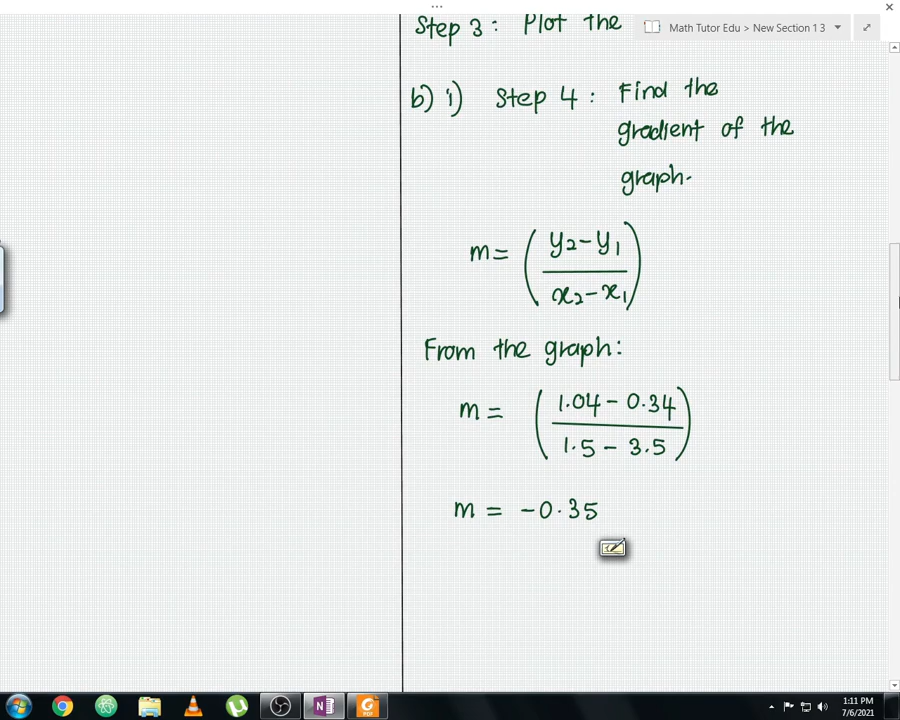 Step 3: Plot the
Math Tutor Edu > New Section 1 3
b) i) Step 4: Find the
gradient of the
graph.
m= (y2-y1
x2-x1)
From the graph:
m= (1.04-0.34
1.5-3.5)
m = -0.35
PDF
1:11 PM
7/6/2021